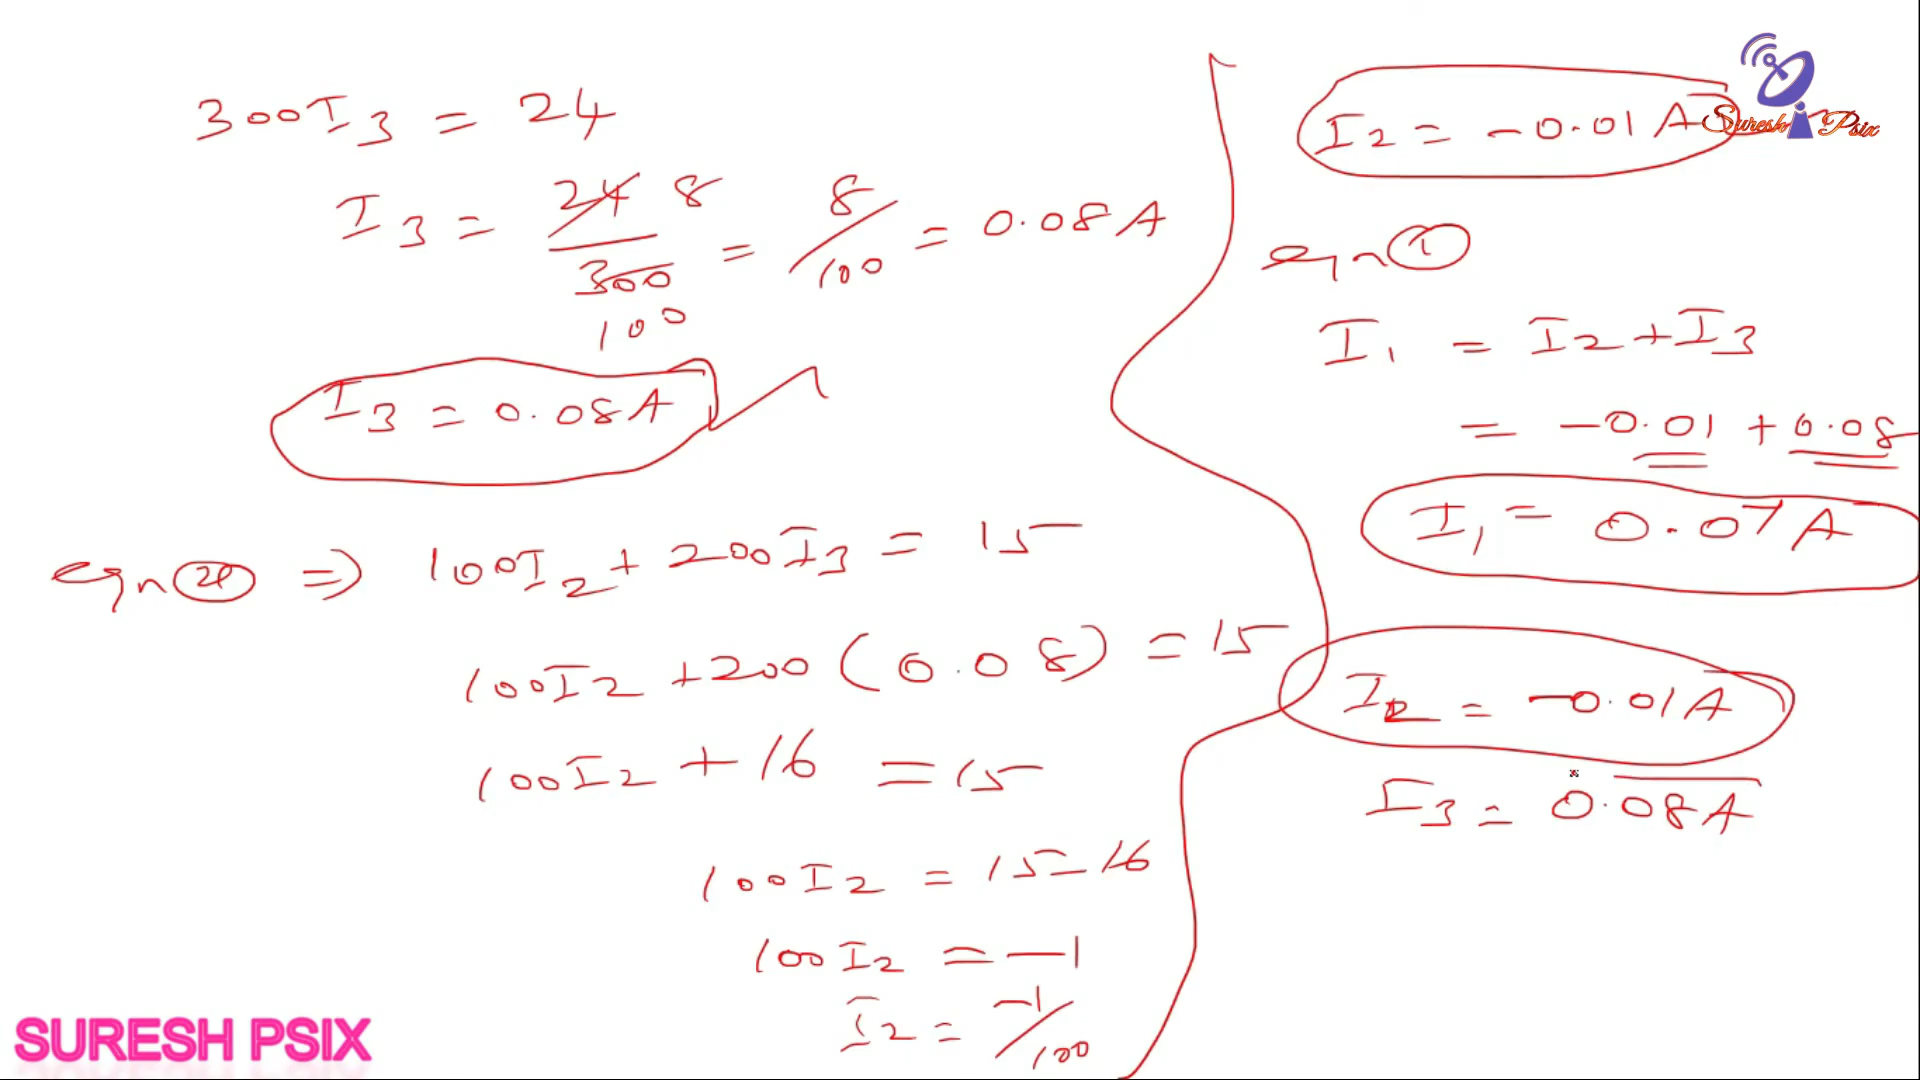 300I3 = 24
I3 = 24/300 8 100 = 8/100 = 0.08A
I3 = 0.08A
eqn 4 ⇒ 100I2 + 200I3 = 15
100I2 + 200 (0.08) = 15
100I2 + 16 = 15
100I2 = 15 - 16
100I2 = -1
I2 = -1/100
I2 = -0.01A
eqn 1
I1 = I2 + I3
= -0.01 + 0.08
I1 = 0.07A
I2 = -0.01A
I3 = 0.08A
Suresh Psix
SURESH PSIX